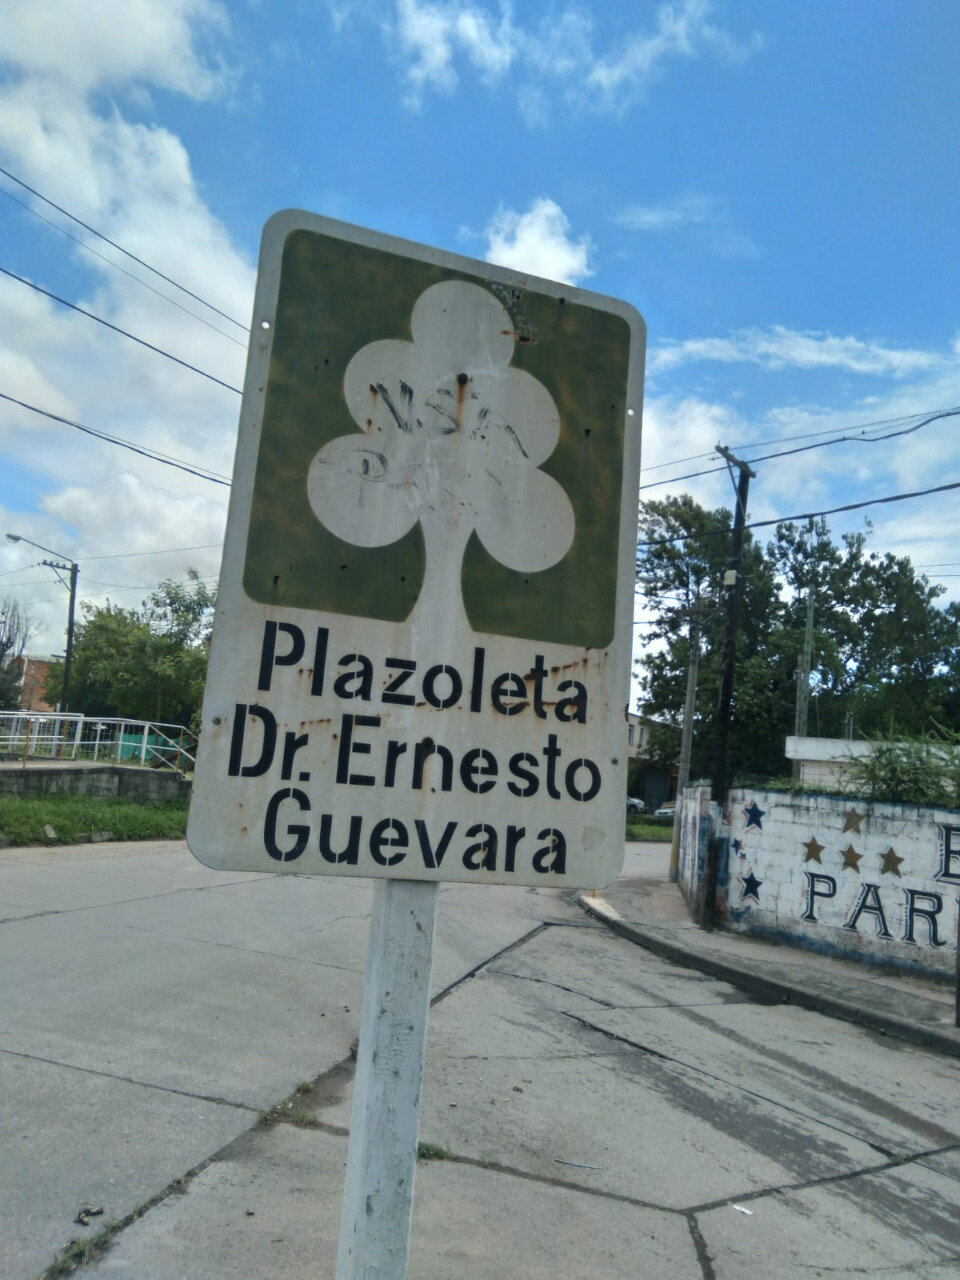 Plazoleta
Dr. Ernesto
Guevara
PAR